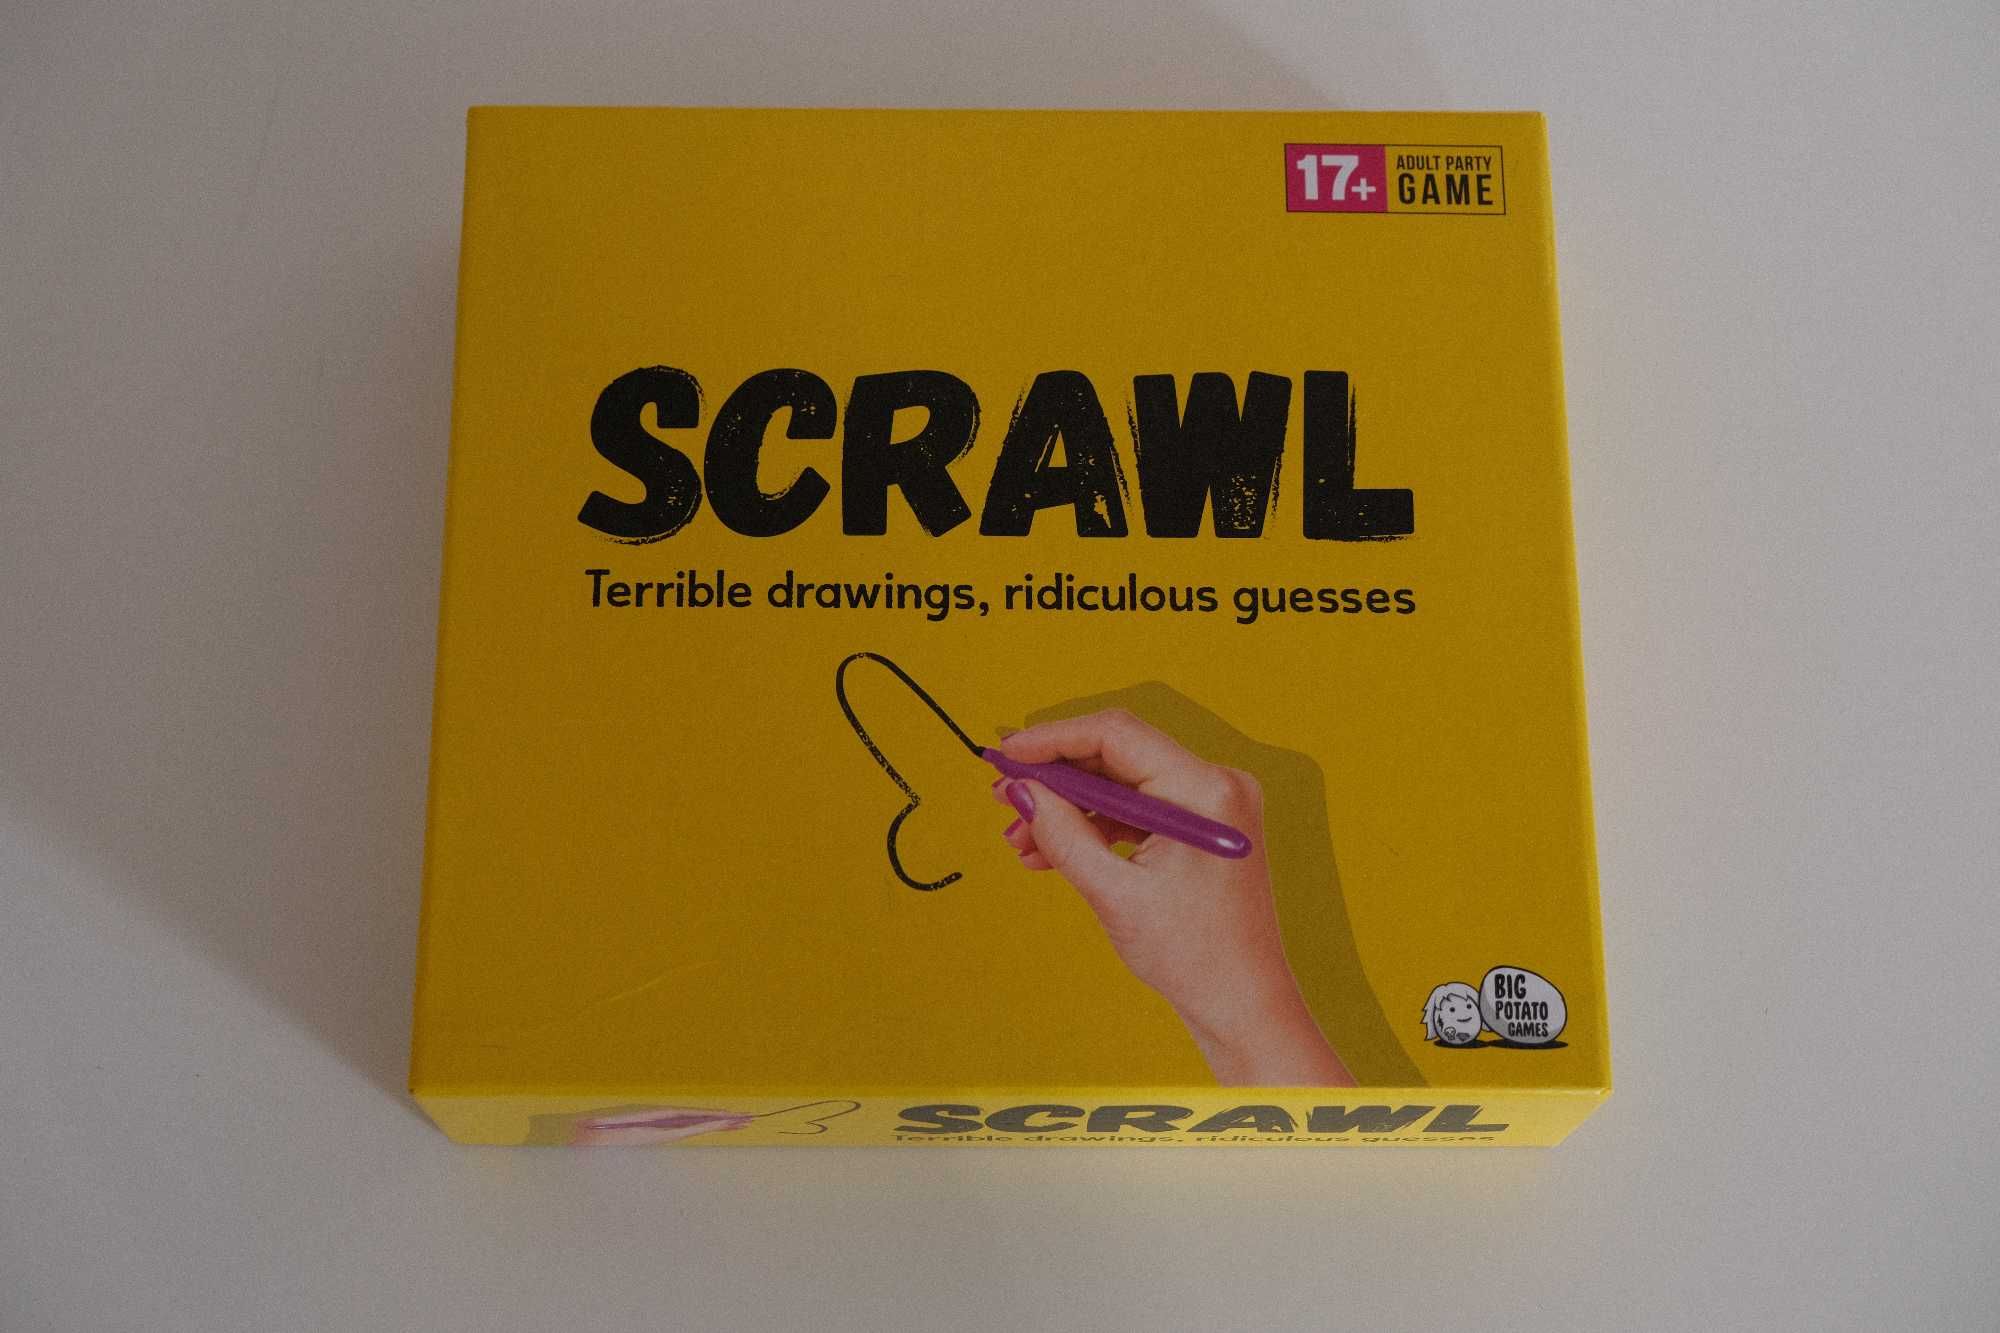 17+
ADULT PARTY
GAME
SCRAWL
Terrible drawings, ridiculous guesses
BIG
POTATO
GAMES
SCRAWL
Terrible drawings, ridiculous guesses